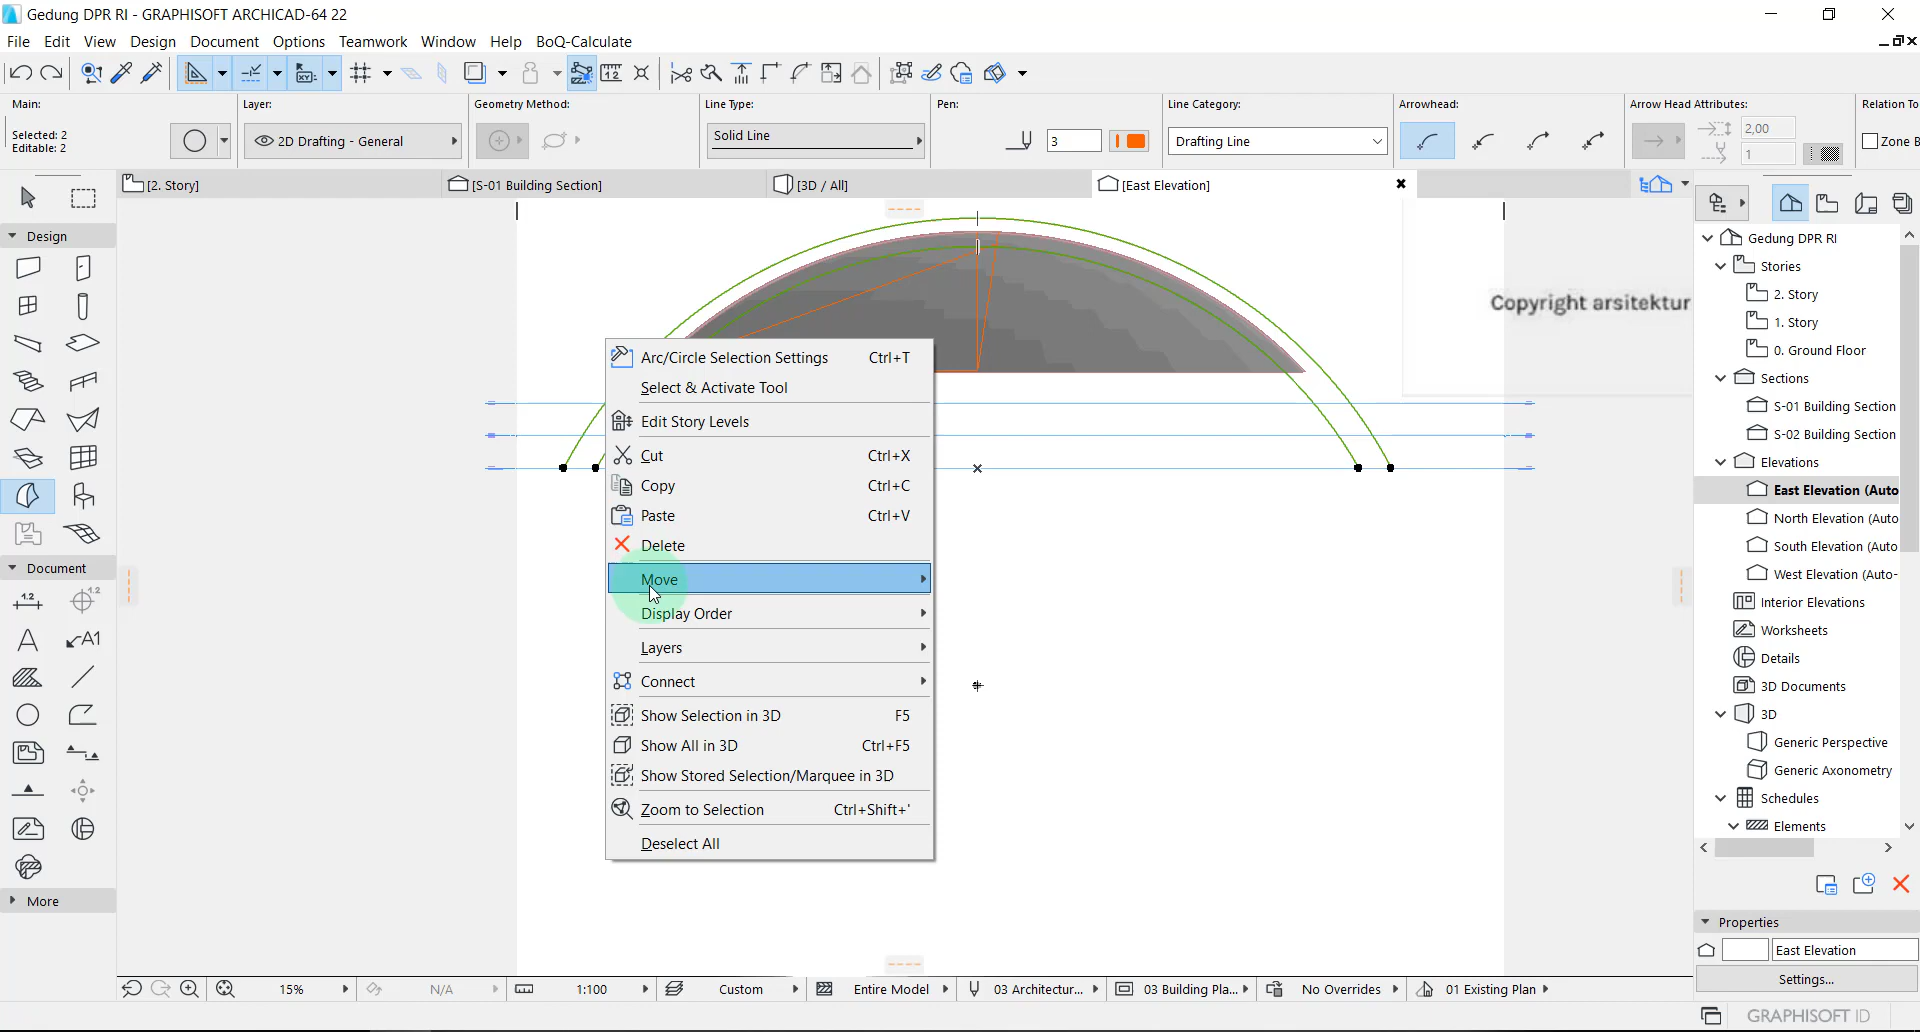 Gedung DPR RI - GRAPHISOFT ARCHICAD-64 22
File Edit View Design Document Options Teamwork Window Help BoQ-Calculate
Main: Layer: Geometry Method: Line Type: Pen: Line Category: Arrowhead: Arrow Head Attributes: Relation To
Selected: 2
Editable: 2
2D Drafting - General
Solid Line
3
Drafting Line
2,00
1
Zone B
[2. Story] [S-01 Building Section] [3D / All] [East Elevation]
Design
Document
1.2
1.2
A
A1
More
Arc/Circle Selection Settings Ctrl+T
Select & Activate Tool
Edit Story Levels
Cut Ctrl+X
Copy Ctrl+C
Paste Ctrl+V
Delete
Move
Display Order
Layers
Connect
Show Selection in 3D F5
Show All in 3D Ctrl+F5
Show Stored Selection/Marquee in 3D
Zoom to Selection Ctrl+Shift+'
Deselect All
Copyright arsitektur
Gedung DPR RI
Stories
2. Story
1. Story
0. Ground Floor
Sections
S-01 Building Section
S-02 Building Section
Elevations
East Elevation (Auto
North Elevation (Auto
South Elevation (Auto
West Elevation (Auto-
Interior Elevations
Worksheets
Details
3D Documents
3D
Generic Perspective
Generic Axonometry
Schedules
Elements
Properties
East Elevation
Settings...
15% N/A 1:100 Custom Entire Model 03 Architectur... 03 Building Pla... No Overrides 01 Existing Plan
GRAPHISOFT ID